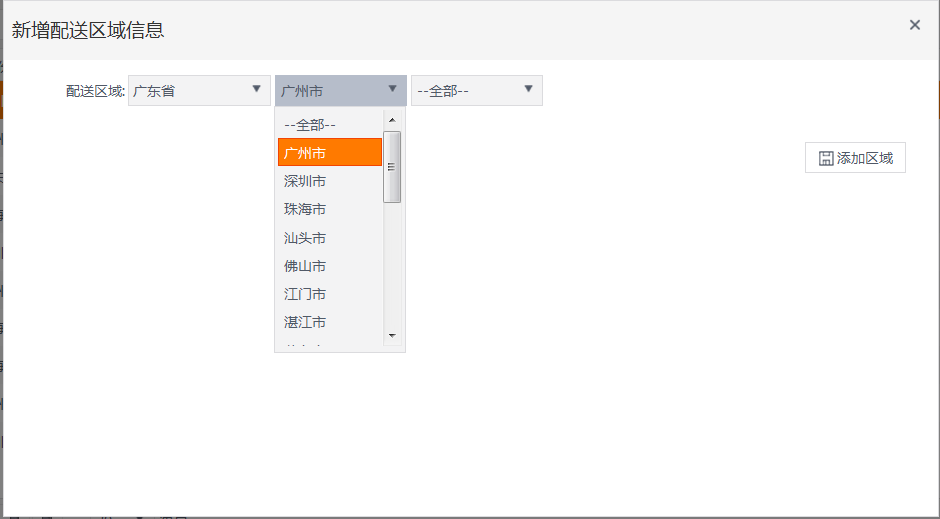 新增配送区域信息
配送区域: 广东省 广州市 --全部--
--全部--
广州市
深圳市
珠海市
汕头市
佛山市
江门市
湛江市
添加区域